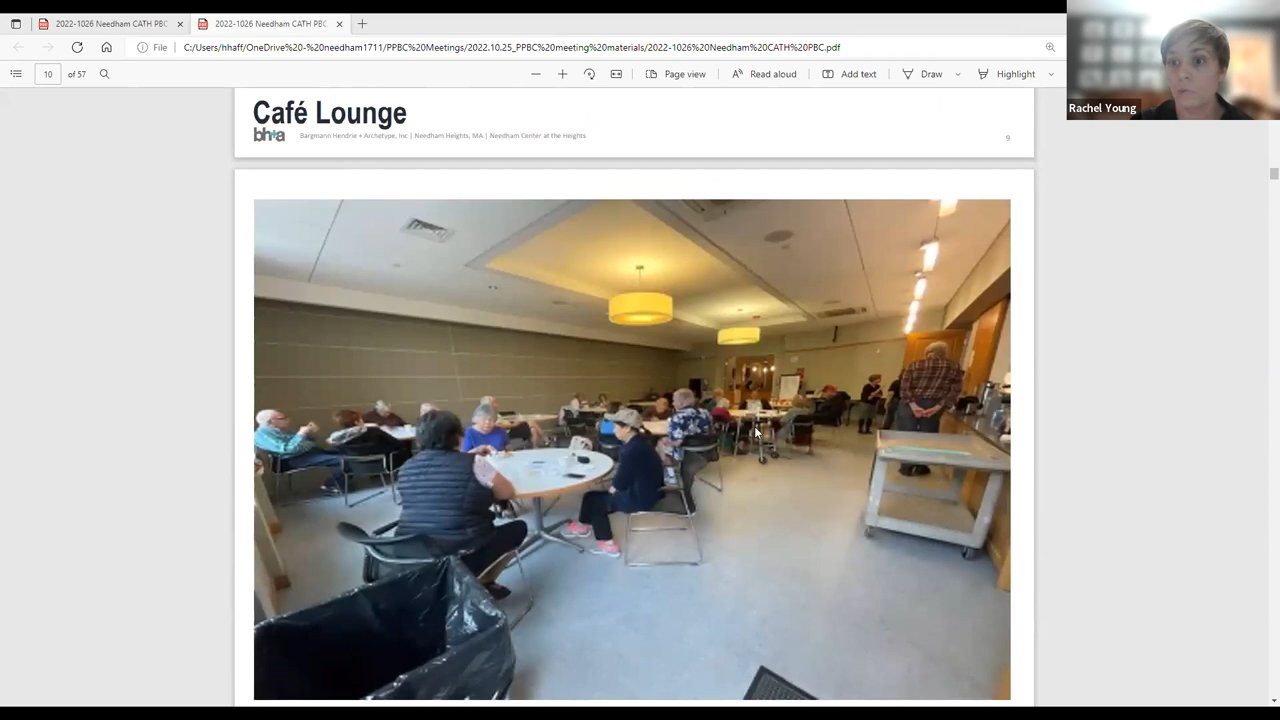 2022-1026 Needham CATH PBC
2022-1026 Needham CATH PBC
File
C:/Users/hhaff/OneDrive%20-%20needham1711/PPBC%20Meetings/2022.10.25_PPBC%20meeting%20materials/2022-1026%20Needham%20CATH%20PBC.pdf
10 of 57
Page view
Read aloud
Add text
Draw
Highlight
Rachel Young
Café Lounge
bh+a
Bargmann Hendrie + Archetype, Inc | Needham Heights, MA | Needham Center at the Heights
9